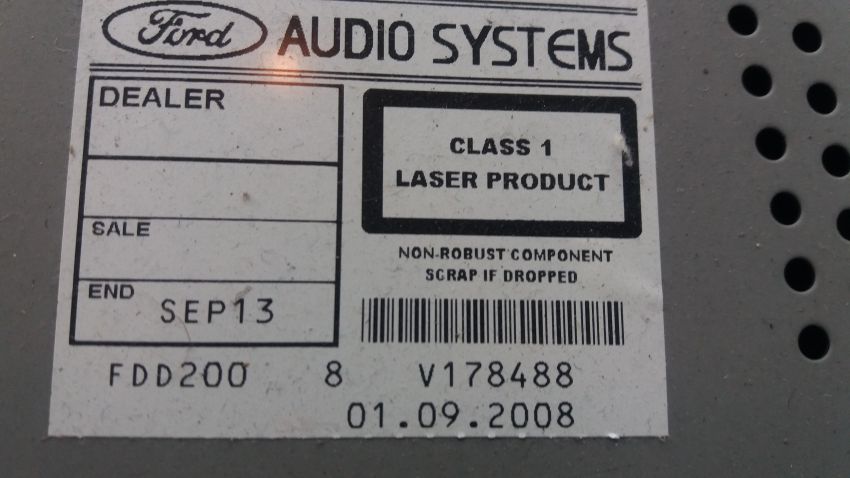 Ford AUDIO SYSTEMS
DEALER
SALE
END
SEP13
CLASS 1
LASER PRODUCT
NON-ROBUST COMPONENT
SCRAP IF DROPPED
FDD200 8 V178488
01.09.2008